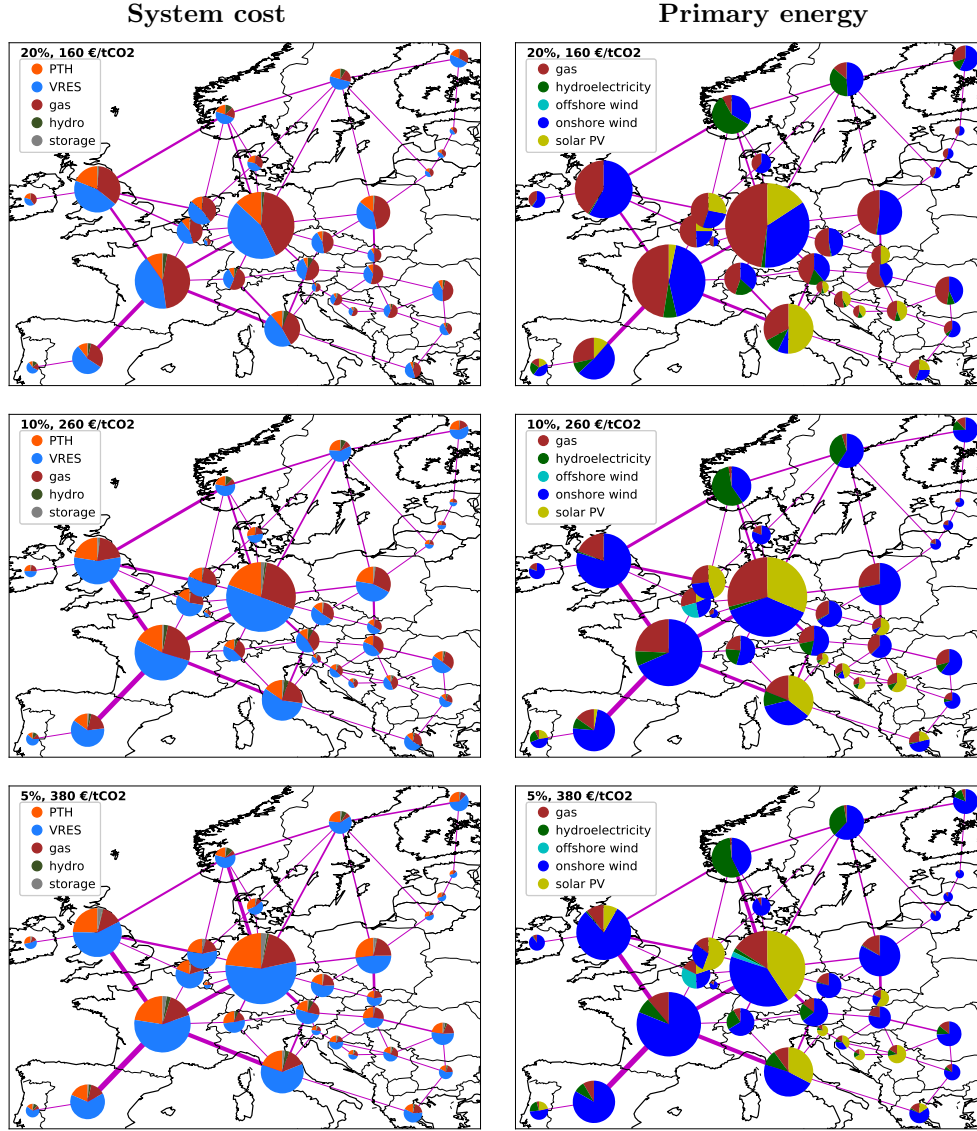 System cost
Primary energy
20%, 160 €/tCO2
PTH
VRES
gas
hydro
storage
20%, 160 €/tCO2
gas
hydroelectricity
offshore wind
onshore wind
solar PV
10%, 260 €/tCO2
PTH
VRES
gas
hydro
storage
10%, 260 €/tCO2
gas
hydroelectricity
offshore wind
onshore wind
solar PV
5%, 380 €/tCO2
PTH
VRES
gas
hydro
storage
5%, 380 €/tCO2
gas
hydroelectricity
offshore wind
onshore wind
solar PV